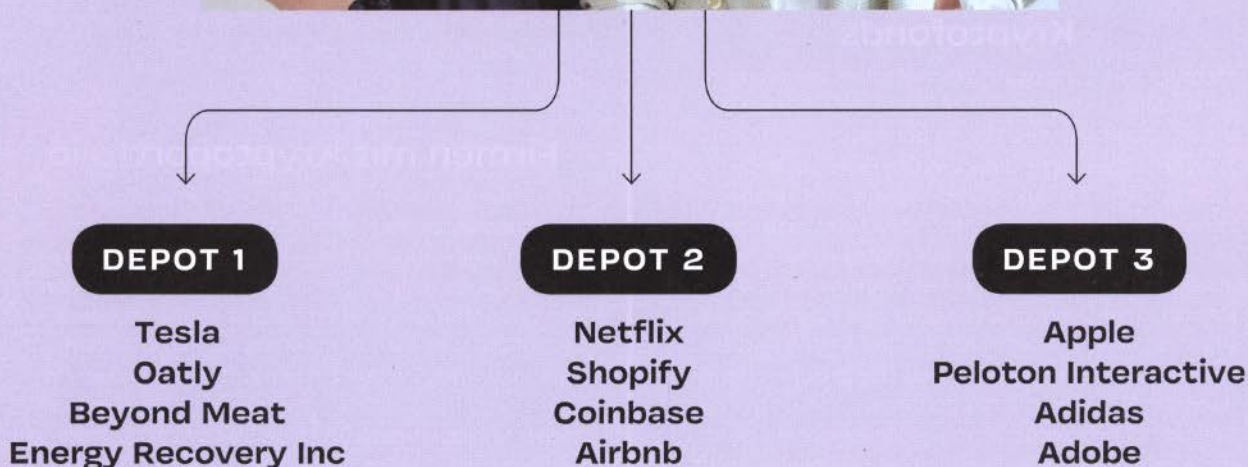 Kryptofonds
DEPOT 1
Tesla
Oatly
Beyond Meat
Energy Recovery Inc
DEPOT 2
Netflix
Shopify
Coinbase
Airbnb
DEPOT 3
Apple
Peloton Interactive
Adidas
Adobe